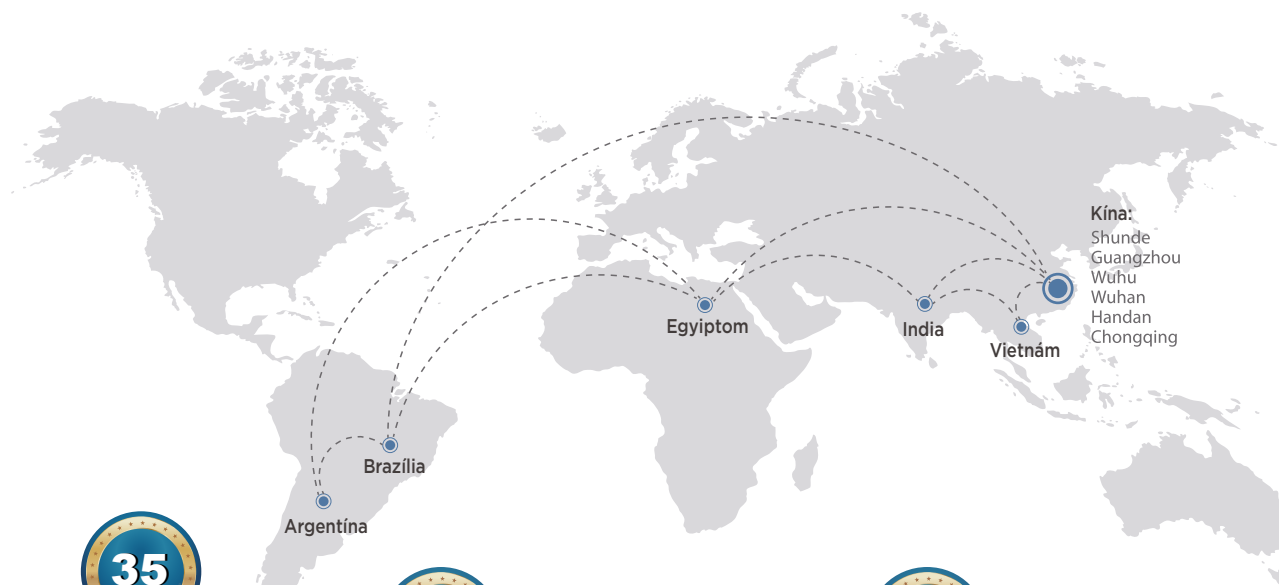 Kína:
Shunde
Guangzhou
Wuhu
Wuhan
Handan
Chongqing
Egyiptom
India
Vietnám
Brazília
Argentína
35